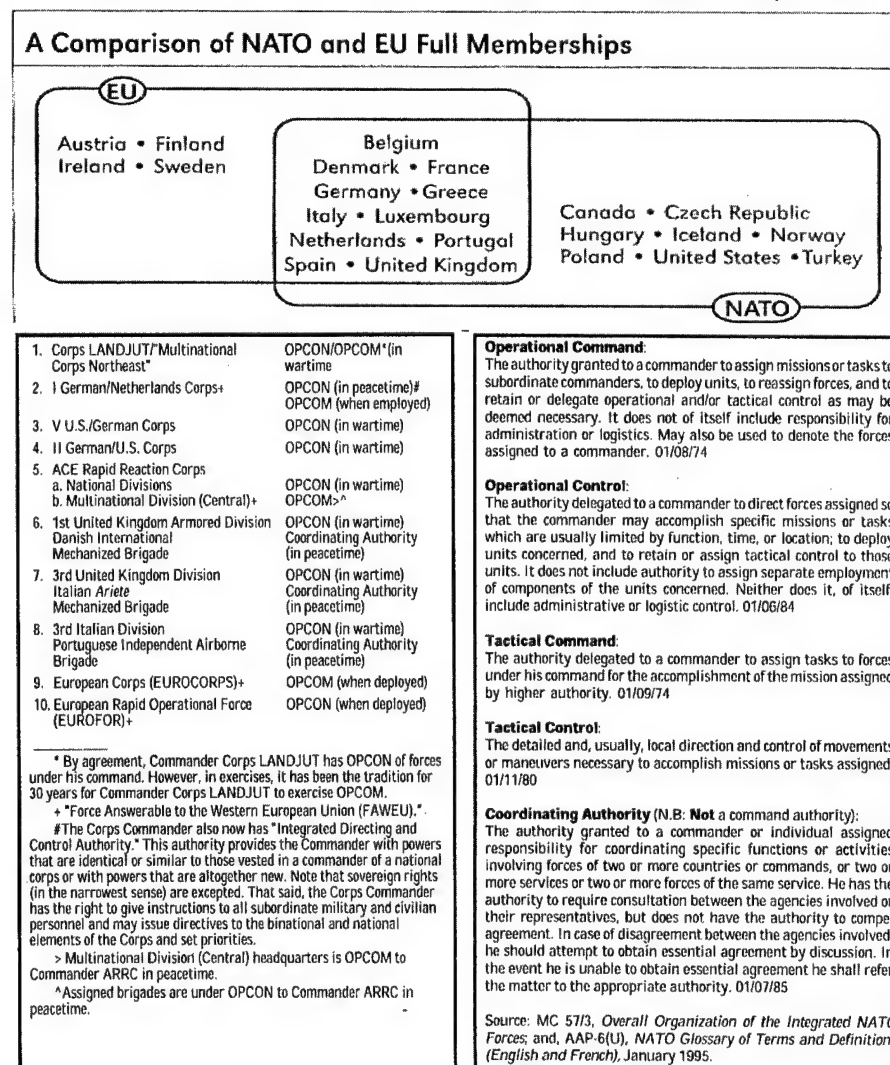 A Comparison of NATO and EU Full Memberships
EU
Austria • Finland
Ireland • Sweden
Belgium
Denmark • France
Germany • Greece
Italy • Luxembourg
Netherlands • Portugal
Spain • United Kingdom
Canada • Czech Republic
Hungary • Iceland • Norway
Poland • United States • Turkey
NATO
1. Corps LANDJUT/"Multinational OPCON/OPCOM*(in
Corps Northeast" wartime
2. I German/Netherlands Corps+ OPCON (in peacetime)#
OPCOM (when employed)
3. V U.S./German Corps OPCON (in wartime)
4. II German/U.S. Corps OPCON (in wartime)
5. ACE Rapid Reaction Corps
a. National Divisions OPCON (in wartime)
b. Multinational Division (Central)+ OPCOM>^
6. 1st United Kingdom Armored Division OPCON (in wartime)
Danish International Coordinating Authority
Mechanized Brigade (in peacetime)
7. 3rd United Kingdom Division OPCON (in wartime)
Italian Ariete Coordinating Authority
Mechanized Brigade (in peacetime)
8. 3rd Italian Division OPCON (in wartime)
Portuguese Independent Airborne Coordinating Authority
Brigade (in peacetime)
9. European Corps (EUROCORPS)+ OPCOM (when deployed)
10. European Rapid Operational Force OPCON (when deployed)
(EUROFOR)+
* By agreement, Commander Corps LANDJUT has OPCON of forces
under his command. However, in exercises, it has been the tradition for
30 years for Commander Corps LANDJUT to exercise OPCOM.
+ "Force Answerable to the Western European Union (FAWEU)."
#The Corps Commander also now has "Integrated Directing and
Control Authority." This authority provides the Commander with powers
that are identical or similar to those vested in a commander of a national
corps or with powers that are altogether new. Note that sovereign rights
(in the narrowest sense) are excepted. That said, the Corps Commander
has the right to give instructions to all subordinate military and civilian
personnel and may issue directives to the binational and national
elements of the Corps and set priorities.
> Multinational Division (Central) headquarters is OPCOM to
Commander ARRC in peacetime.
^Assigned brigades are under OPCON to Commander ARRC in
peacetime.
Operational Command:
The authority granted to a commander to assign missions or tasks to
subordinate commanders, to deploy units, to reassign forces, and to
retain or delegate operational and/or tactical control as may be
deemed necessary. It does not of itself include responsibility for
administration or logistics. May also be used to denote the forces
assigned to a commander. 01/08/74
Operational Control:
The authority delegated to a commander to direct forces assigned so
that the commander may accomplish specific missions or tasks
which are usually limited by function, time, or location; to deploy
units concerned, and to retain or assign tactical control to those
units. It does not include authority to assign separate employment
of components of the units concerned. Neither does it, of itself
include administrative or logistic control. 01/06/84
Tactical Command:
The authority delegated to a commander to assign tasks to forces
under his command for the accomplishment of the mission assigned
by higher authority. 01/09/74
Tactical Control:
The detailed and, usually, local direction and control of movements
or maneuvers necessary to accomplish missions or tasks assigned
01/11/80
Coordinating Authority (N.B: Not a command authority):
The authority granted to a commander or individual assigned
responsibility for coordinating specific functions or activities
involving forces of two or more countries or commands, or two or
more services or two or more forces of the same service. He has the
authority to require consultation between the agencies involved or
their representatives, but does not have the authority to compe
agreement. In case of disagreement between the agencies involved
he should attempt to obtain essential agreement by discussion. In
the event he is unable to obtain essential agreement he shall refer
the matter to the appropriate authority. 01/07/85
Source: MC 57/3, Overall Organization of the Integrated NATO
Forces; and, AAP-6(U), NATO Glossary of Terms and Definition
(English and French), January 1995.